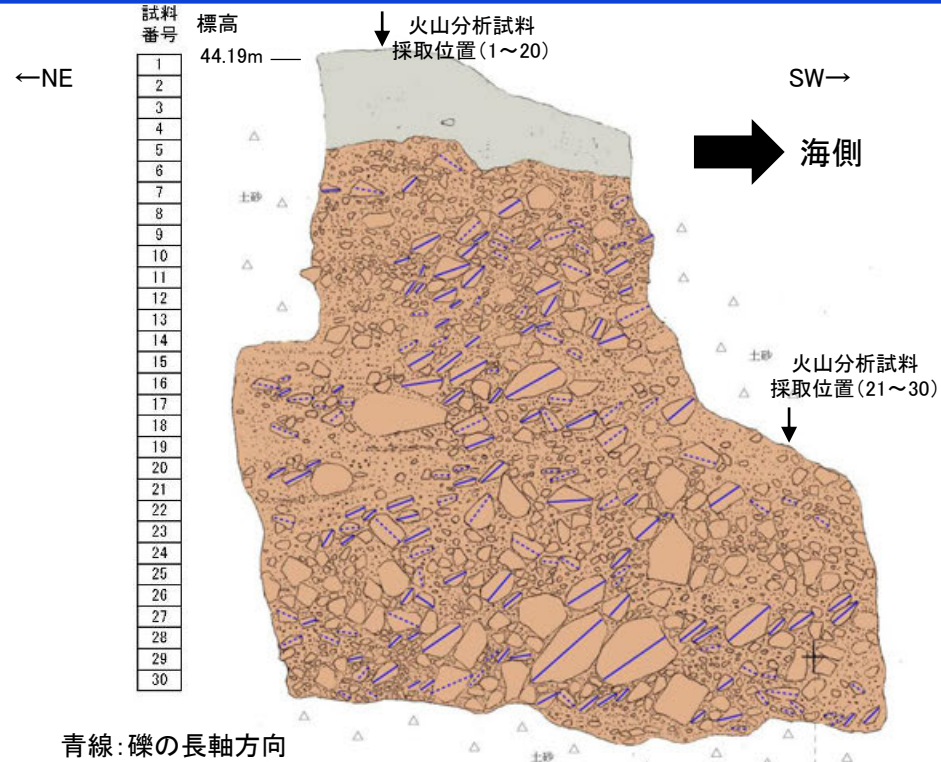 試料
番号
標高
44.19m
火山分析試料
採取位置(1～20)
←NE
SW→
海側
1
2
3
4
5
6
7
8
9
10
11
12
13
14
15
16
17
18
19
20
21
22
23
24
25
26
27
28
29
30
土砂
土砂
火山分析試料
採取位置(21～30)
土砂
青線:礫の長軸方向